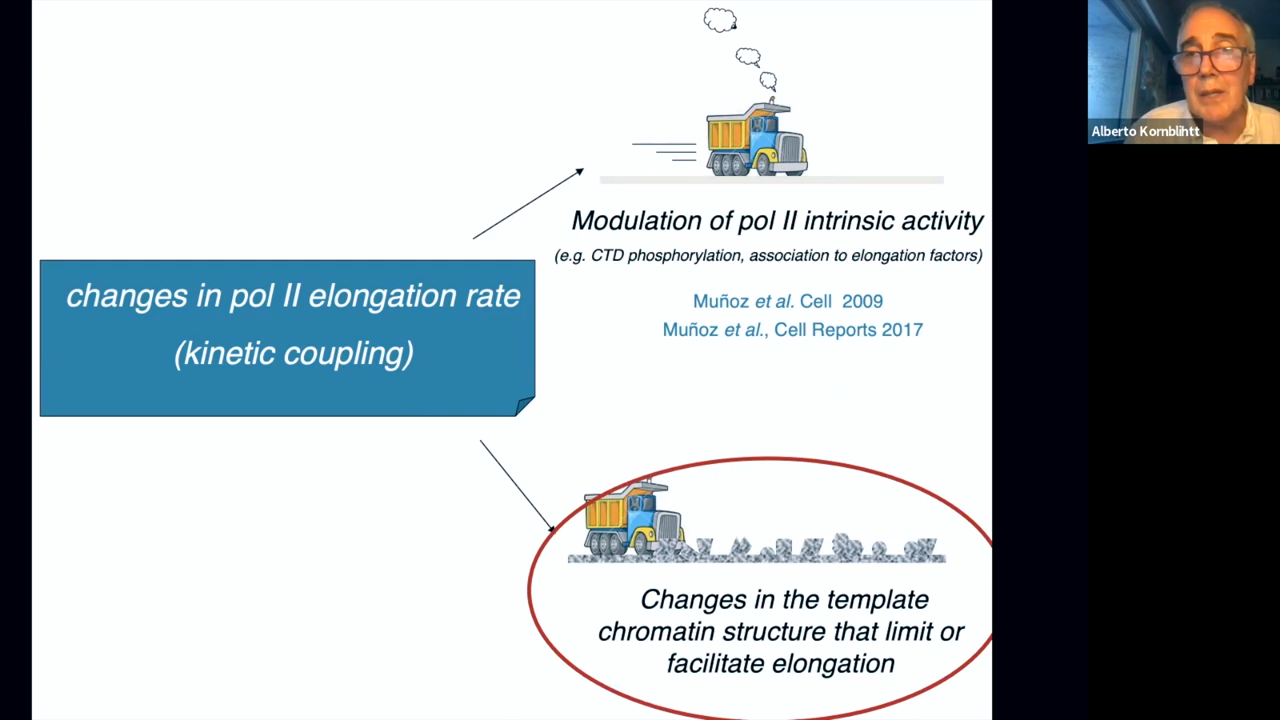 Alberto Kornblihtt
Modulation of pol II intrinsic activity
(e.g. CTD phosphorylation, association to elongation factors)
Muñoz et al. Cell 2009
Muñoz et al., Cell Reports 2017
changes in pol II elongation rate
(kinetic coupling)
Changes in the template
chromatin structure that limit or
facilitate elongation